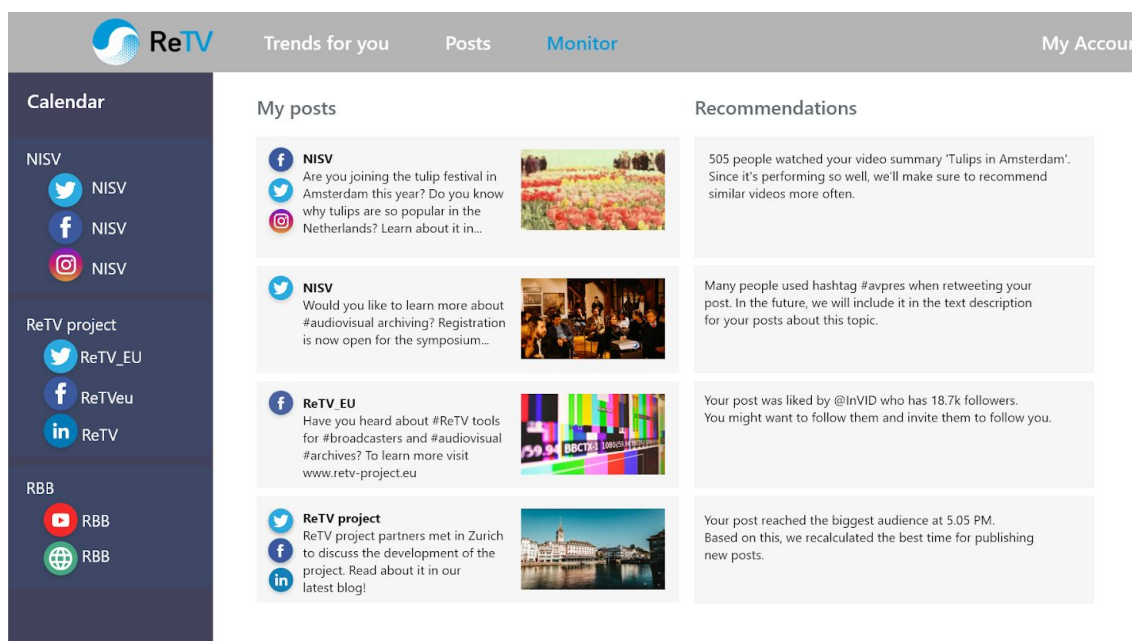 ReTV
Trends for you
Posts
Monitor
My Accoun
Calendar
NISV
NISV
NISV
NISV
ReTV project
ReTV_EU
ReTVeu
ReTV
RBB
RBB
RBB
My posts
NISV
Are you joining the tulip festival in
Amsterdam this year? Do you know
why tulips are so popular in the
Netherlands? Learn about it in...
NISV
Would you like to learn more about
#audiovisual archiving? Registration
is now open for the symposium...
ReTV_EU
Have you heard about #ReTV tools
for #broadcasters and #audiovisual
#archives? To learn more visit
www.retv-project.eu
/59.94
BBCTX-1 1080/59.94
ReTV project
ReTV project partners met in Zurich
to discuss the development of the
project. Read about it in our
latest blog!
Recommendations
505 people watched your video summary 'Tulips in Amsterdam'.
Since it's performing so well, we'll make sure to recommend
similar videos more often.
Many people used hashtag #avpres when retweeting your
post. In the future, we will include it in the text description
for your posts about this topic.
Your post was liked by @InVID who has 18.7k followers.
You might want to follow them and invite them to follow you.
Your post reached the biggest audience at 5.05 PM.
Based on this, we recalculated the best time for publishing
new posts.